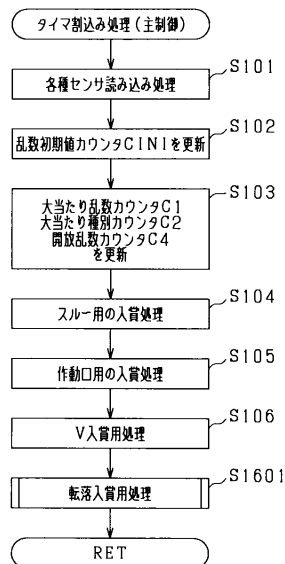 タイマ割込み処理(主制御)
S101
各種センサ読み込み処理
S102
乱数初期値カウンタCINIを更新
S103
大当たり乱数カウンタC1
大当たり種別カウンタC2
開放乱数カウンタC4
を更新
S104
スルー用の入賞処理
S105
作動口用の入賞処理
S106
V入賞用処理
S1601
転落入賞用処理
RET